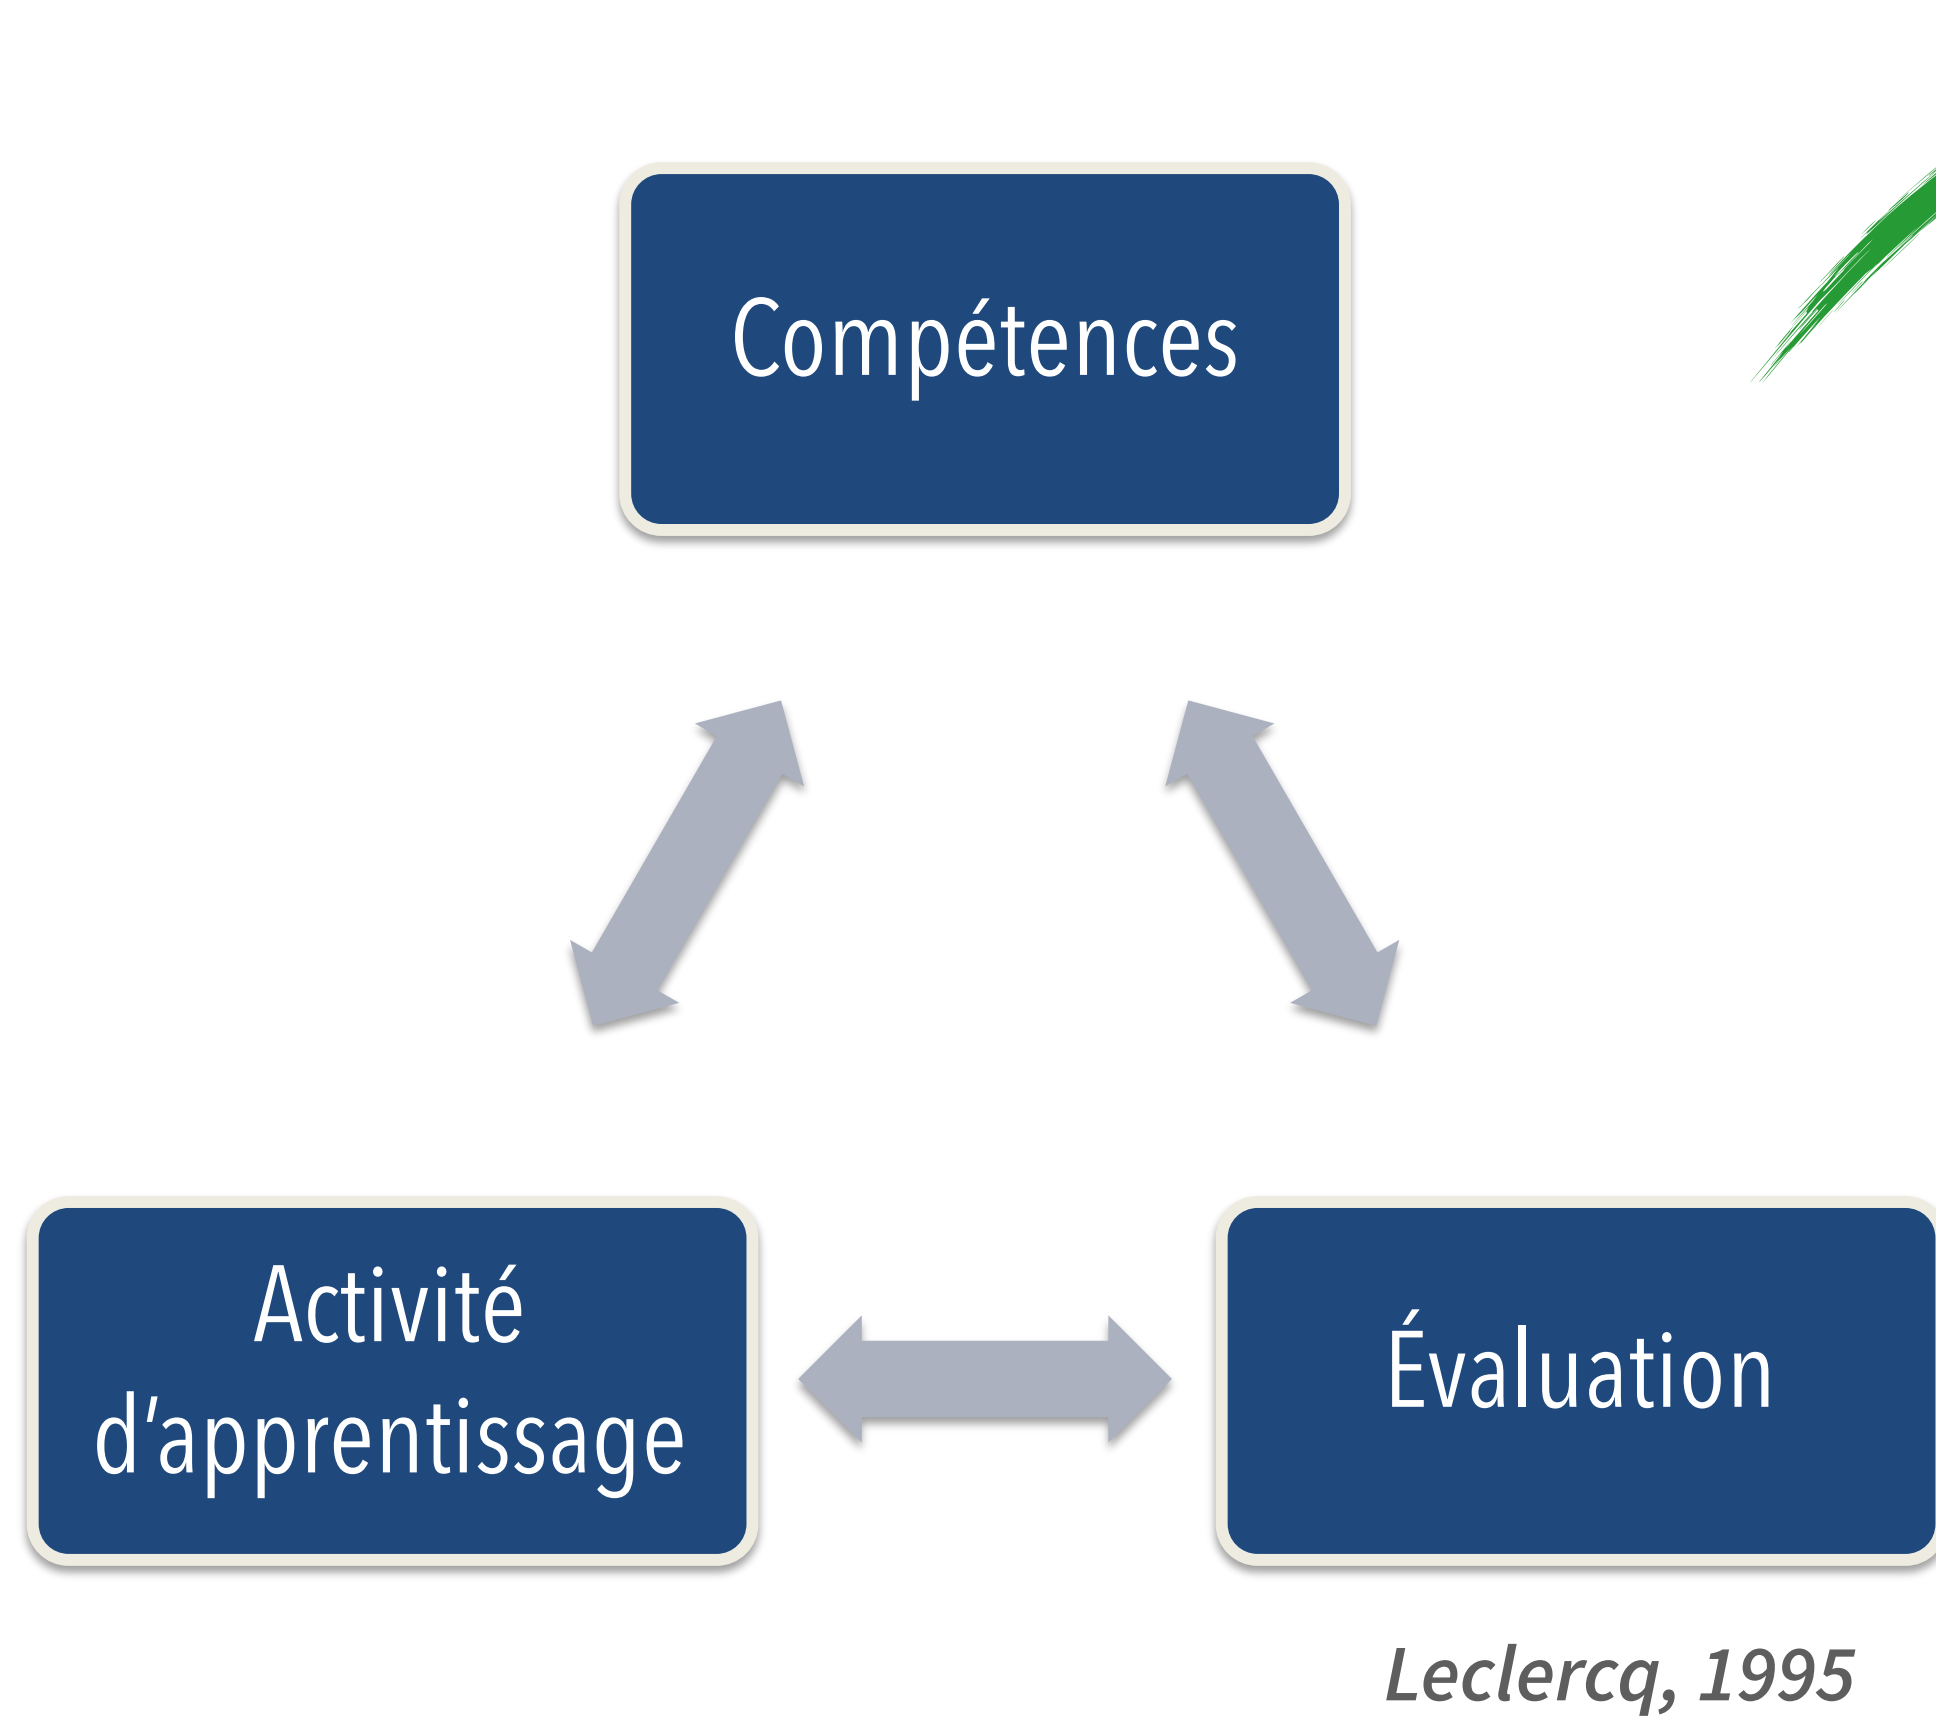 Compétences
Activité
d’apprentissage
Évaluation
Leclercq, 1995